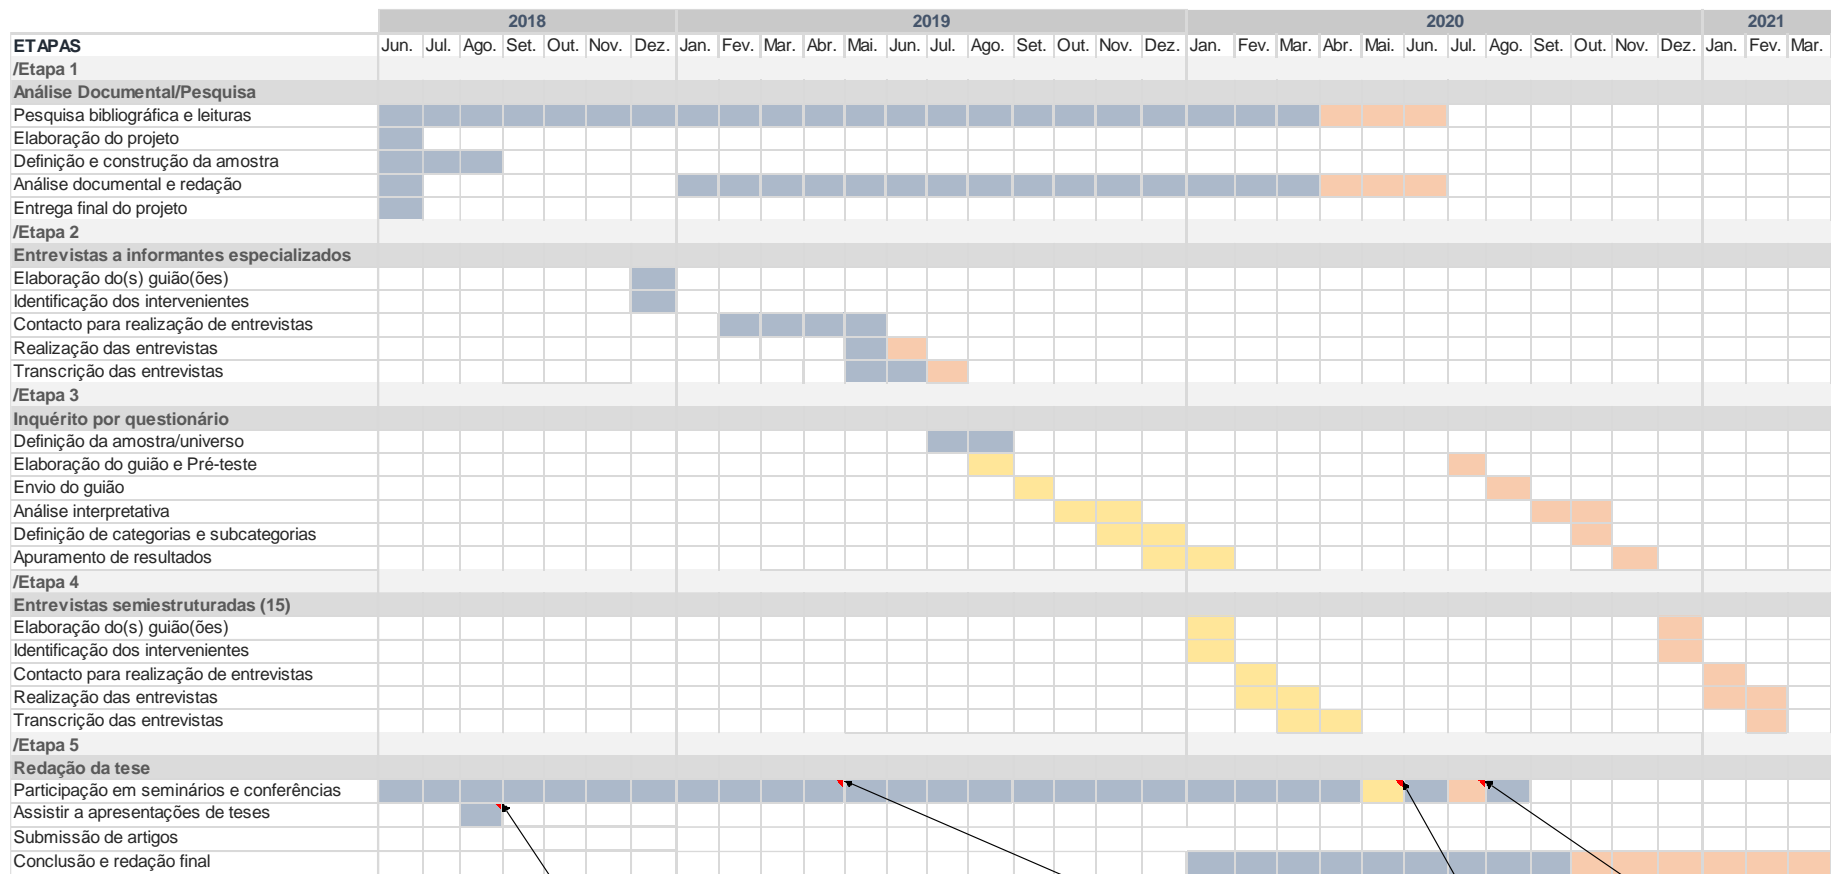 2018 2019 2020 2021
ETAPAS Jun. Jul. Ago. Set. Out. Nov. Dez. Jan. Fev. Mar. Abr. Mai. Jun. Jul. Ago. Set. Out. Nov. Dez. Jan. Fev. Mar. Abr. Mai. Jun. Jul. Ago. Set. Out. Nov. Dez. Jan. Fev. Mar.
/Etapa 1
Análise Documental/Pesquisa
Pesquisa bibliográfica e leituras
Elaboração do projeto
Definição e construção da amostra
Análise documental e redação
Entrega final do projeto
/Etapa 2
Entrevistas a informantes especializados
Elaboração do(s) guião(ões)
Identificação dos intervenientes
Contacto para realização de entrevistas
Realização das entrevistas
Transcrição das entrevistas
/Etapa 3
Inquérito por questionário
Definição da amostra/universo
Elaboração do guião e Pré-teste
Envio do guião
Análise interpretativa
Definição de categorias e subcategorias
Apuramento de resultados
/Etapa 4
Entrevistas semiestruturadas (15)
Elaboração do(s) guião(ões)
Identificação dos intervenientes
Contacto para realização de entrevistas
Realização das entrevistas
Transcrição das entrevistas
/Etapa 5
Redação da tese
Participação em seminários e conferências
Assistir a apresentações de teses
Submissão de artigos
Conclusão e redação final